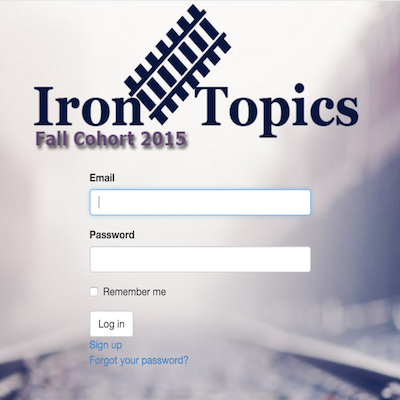 Iron Topics
Fall Cohort 2015
Email
Password
Remember me
Log in
Sign up
Forgot your password?